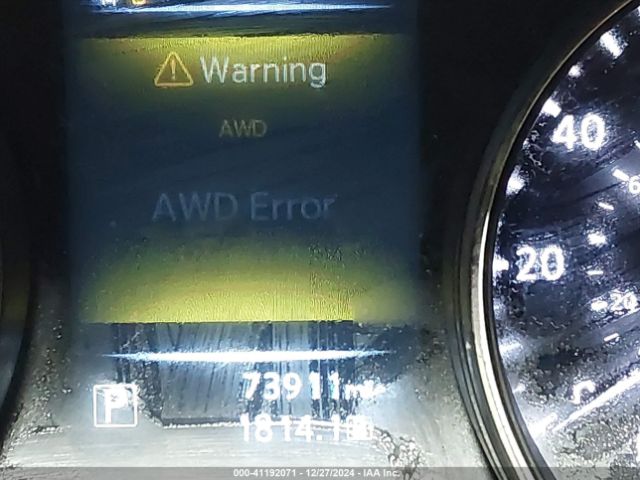 Warning
AWD
AWD Error
40
20
20
P
73911
1814.1
000-41192071 - 12/27/2024 - IAA Inc.